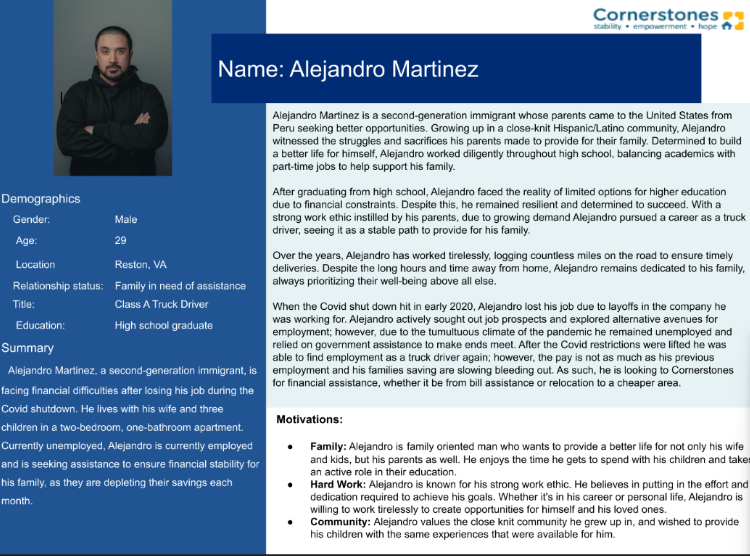 Cornerstones
stability • empowerment • hope
Name: Alejandro Martinez
Demographics
Gender: Male
Age: 29
Location Reston, VA
Relationship status: Family in need of assistance
Title: Class A Truck Driver
Education: High school graduate
Summary
Alejandro Martinez, a second-generation immigrant, is
facing financial difficulties after losing his job during the
Covid shutdown. He lives with his wife and three
children in a two-bedroom, one-bathroom apartment.
Currently unemployed, Alejandro is currently employed
and is seeking assistance to ensure financial stability for
his family, as they are depleting their savings each
month.
Alejandro Martinez is a second-generation immigrant whose parents came to the United States from
Peru seeking better opportunities. Growing up in a close-knit Hispanic/Latino community, Alejandro
witnessed the struggles and sacrifices his parents made to provide for their family. Determined to build
a better life for himself, Alejandro worked diligently throughout high school, balancing academics with
part-time jobs to help support his family.
After graduating from high school, Alejandro faced the reality of limited options for higher education
due to financial constraints. Despite this, he remained resilient and determined to succeed. With a
strong work ethic instilled by his parents, due to growing demand Alejandro pursued a career as a truck
driver, seeing it as a stable path to provide for his family.
Over the years, Alejandro has worked tirelessly, logging countless miles on the road to ensure timely
deliveries. Despite the long hours and time away from home, Alejandro remains dedicated to his family,
always prioritizing their well-being above all else.
When the Covid shut down hit in early 2020, Alejandro lost his job due to layoffs in the company he
was working for. Alejandro actively sought out job prospects and explored alternative avenues for
employment; however, due to the tumultuous climate of the pandemic he remained unemployed and
relied on government assistance to make ends meet. After the Covid restrictions were lifted he was
able to find employment as a truck driver again; however, the pay is not as much as his previous
employment and his families saving are slowing bleeding out. As such, he is looking to Cornerstones
for financial assistance, whether it be from bill assistance or relocation to a cheaper area.
Motivations:
● Family: Alejandro is family oriented man who wants to provide a better life for not only his wife
and kids, but his parents as well. He enjoys the time he gets to spend with his children and takes
an active role in their education.
● Hard Work: Alejandro is known for his strong work ethic. He believes in putting in the effort and
dedication required to achieve his goals. Whether it's in his career or personal life, Alejandro is
willing to work tirelessly to create opportunities for himself and his loved ones.
● Community: Alejandro values the close knit community he grew up in, and wished to provide
his children with the same experiences that were available for him.